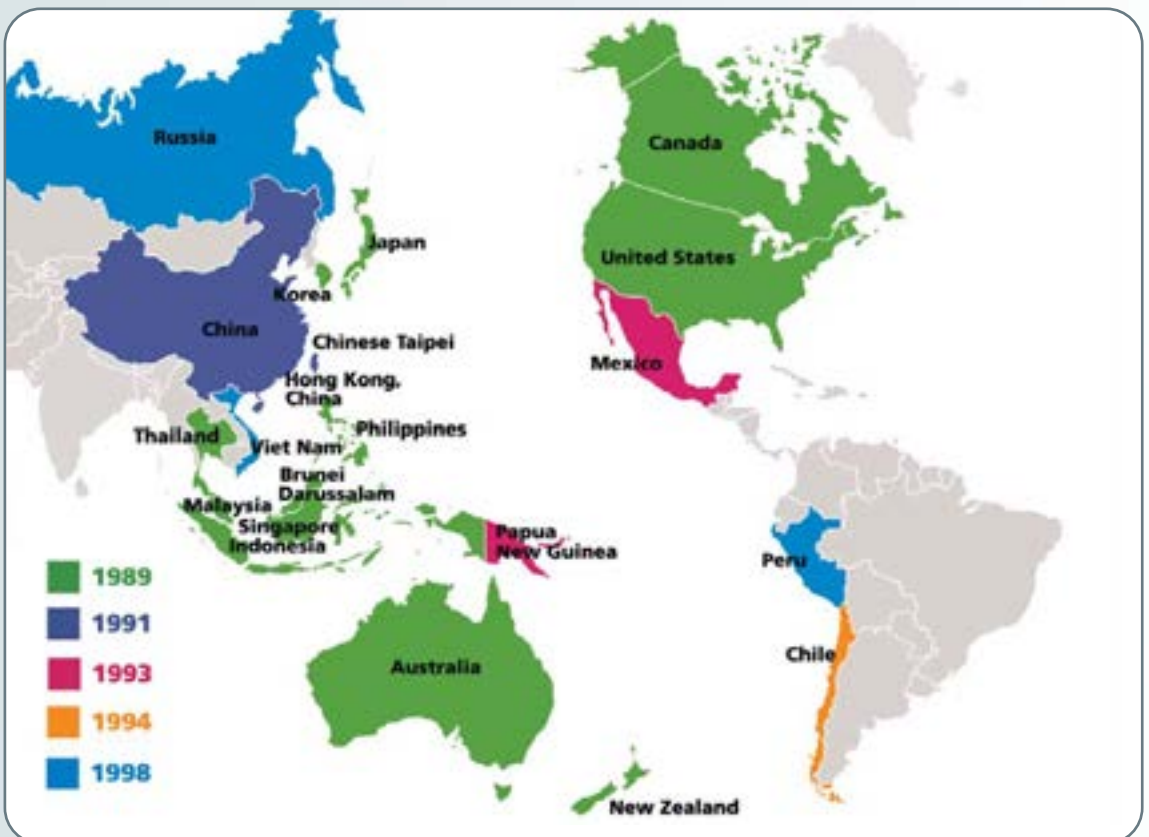 Russia
Canada
Japan
United States
Korea
China
Chinese Taipei
Mexico
Hong Kong,
China
Philippines
Thailand
Viet Nam
Brunei
Darussalam
Malaysia
Singapore
Indonesia
Papua
New Guinea
Peru
1989
1991
1993
1994
1998
Australia
Chile
New Zealand